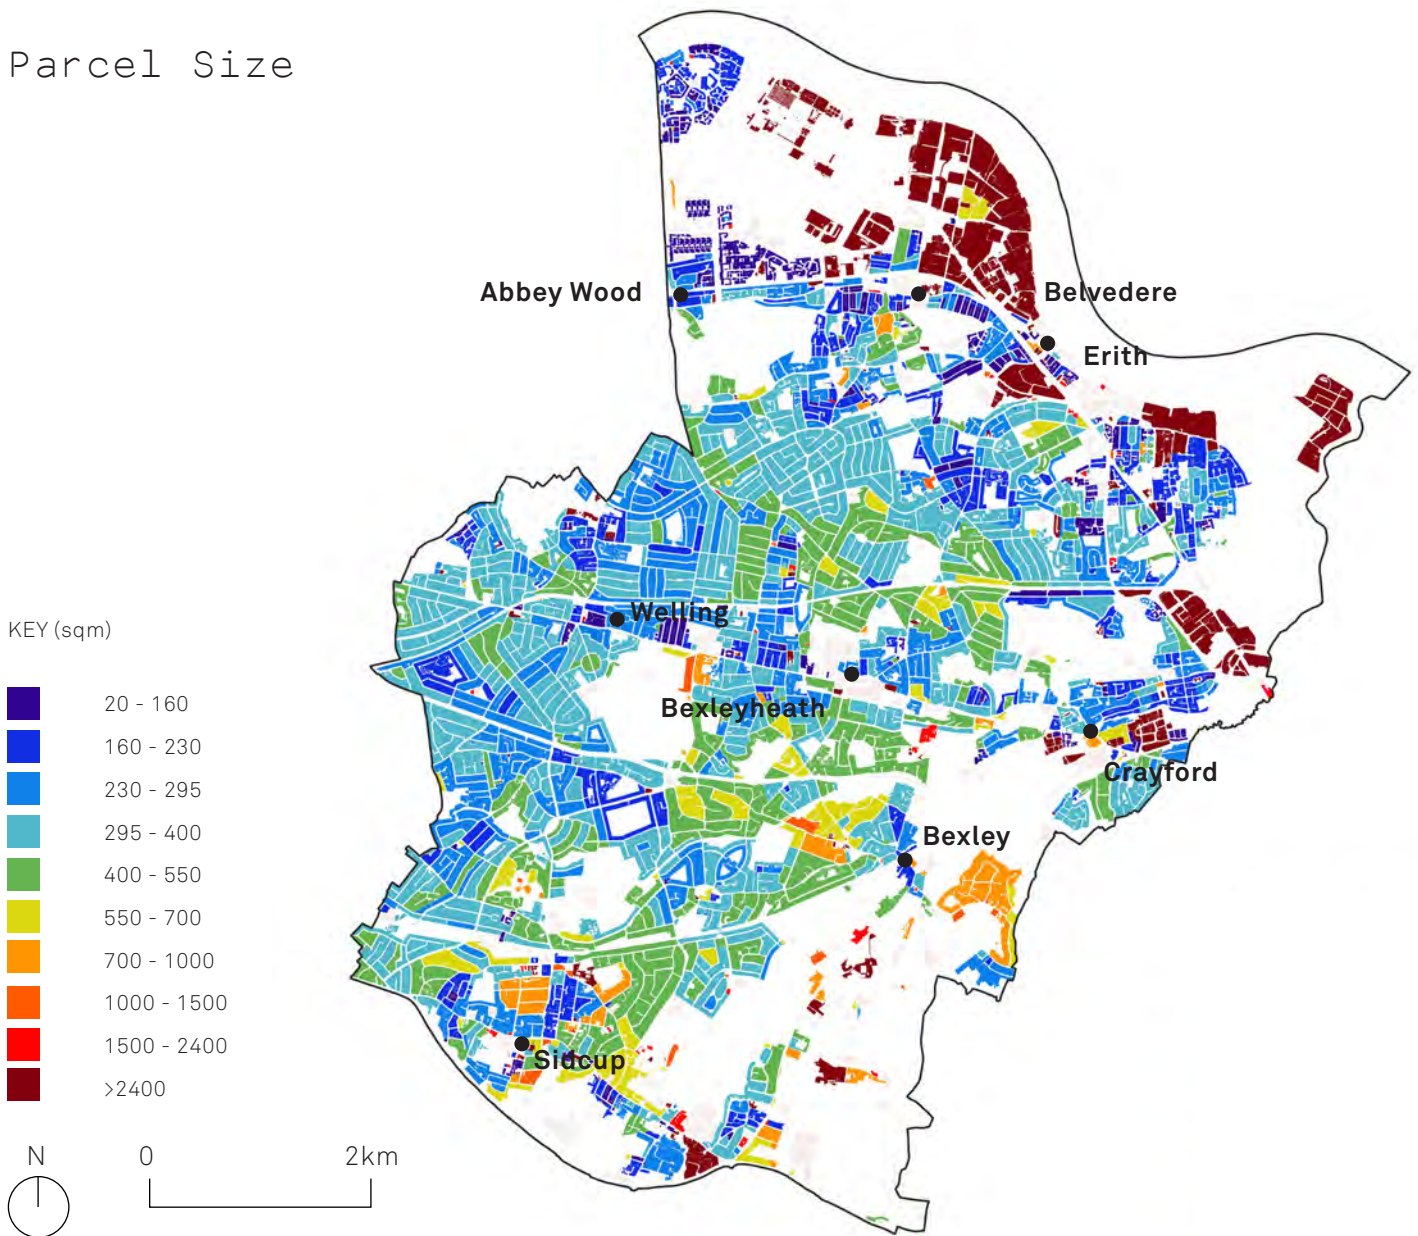 Parcel Size
Abbey Wood
Belvedere
Erith
Welling
Bexleyheath
Crayford
Bexley
Sidcup
KEY (sqm)
20 - 160
160 - 230
230 - 295
295 - 400
400 - 550
550 - 700
700 - 1000
1000 - 1500
1500 - 2400
>2400
N
0 2km